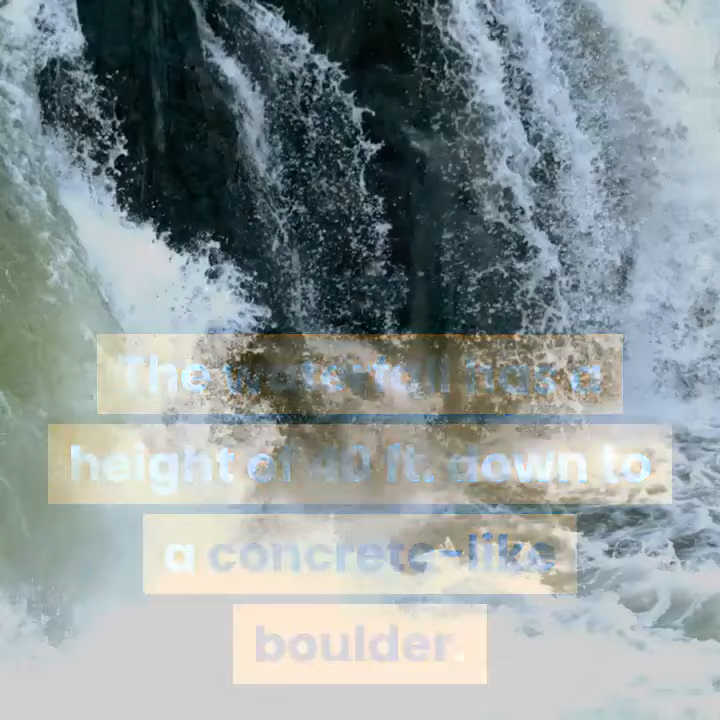 The waterfall has a
height of 40 ft. down to
a concrete-like
boulder.